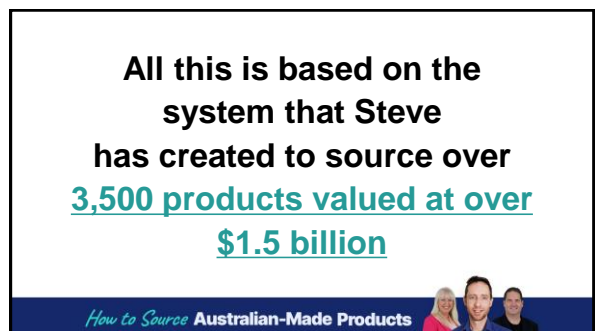 All this is based on the
system that Steve
has created to source over
3,500 products valued at over
$1.5 billion
How to Source Australian-Made Products